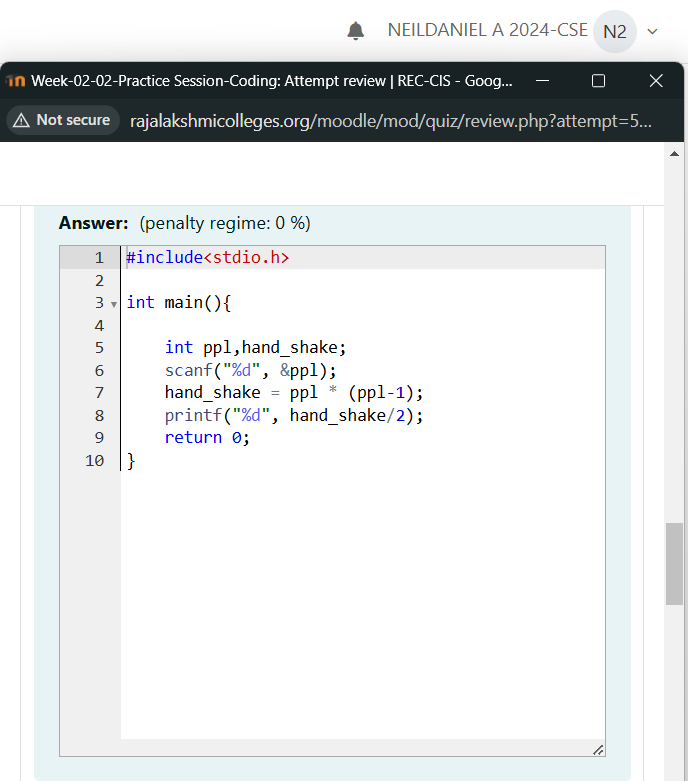 NEILDANIEL A 2024-CSE N2
Week-02-02-Practice Session-Coding: Attempt review | REC-CIS - Goog...
Not secure rajalakshmicolleges.org/moodle/mod/quiz/review.php?attempt=5...
Answer: (penalty regime: 0 %)
1 #include<stdio.h>
2
3 int main(){
4
5 int ppl,hand_shake;
6 scanf("%d", &ppl);
7 hand_shake = ppl * (ppl-1);
8 printf("%d", hand_shake/2);
9 return 0;
10 }